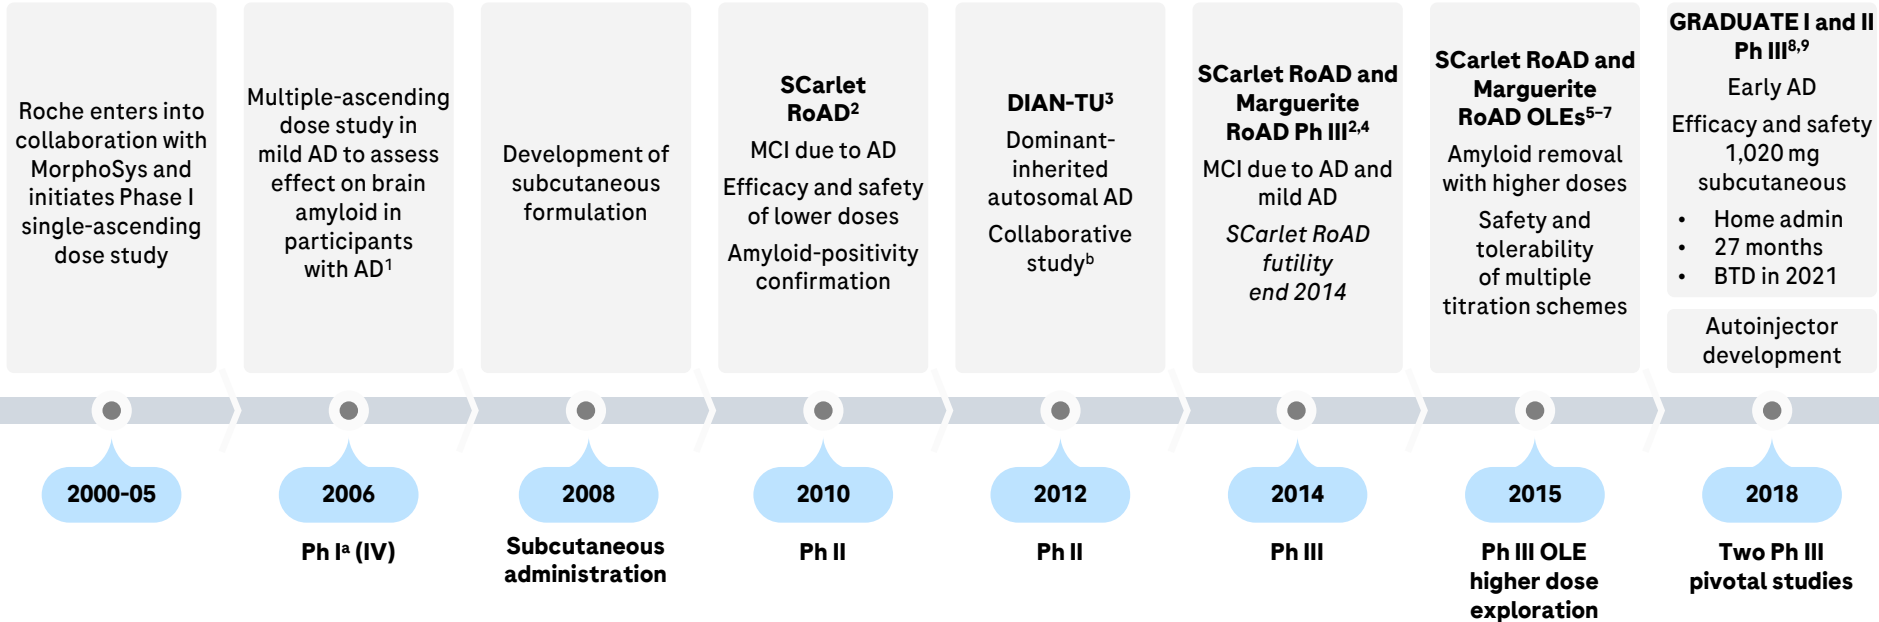 Roche enters into
collaboration with
MorphoSys and
initiates Phase I
single-ascending
dose study
Multiple-ascending
dose study in
mild AD to assess
effect on brain
amyloid in
participants
with AD¹
Development of
subcutaneous
formulation
SCarlet
RoAD²
MCI due to AD
Efficacy and safety
of lower doses
Amyloid-positivity
confirmation
DIAN-TU³
Dominant-
inherited
autosomal AD
Collaborative
studyᵇ
SCarlet RoAD and
Marguerite
RoAD Ph III²,⁴
MCI due to AD and
mild AD
SCarlet RoAD
futility
end 2014
SCarlet RoAD and
Marguerite
RoAD OLEs⁵⁻⁷
Amyloid removal
with higher doses
Safety and
tolerability
of multiple
titration schemes
GRADUATE I and II
Ph III⁸,⁹
Early AD
Efficacy and safety
1,020 mg
subcutaneous
• Home admin
• 27 months
• BTD in 2021
Autoinjector
development
2000-05
2006
2008
2010
2012
2014
2015
2018
Ph Iᵃ (IV)
Subcutaneous
administration
Ph II
Ph II
Ph III
Ph III OLE
higher dose
exploration
Two Ph III
pivotal studies